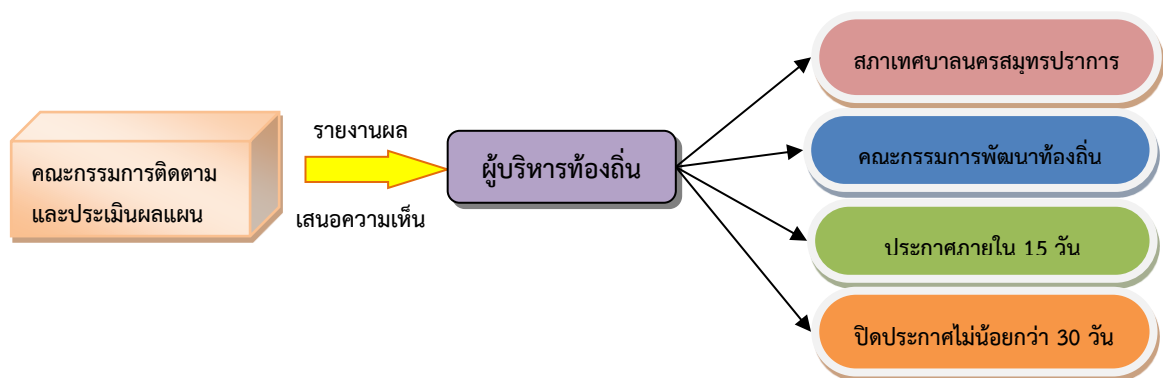 คณะกรรมการติดตาม
และประเมินผลแผน
รายงานผล
เสนอความเห็น
ผู้บริหารท้องถิ่น
สภาเทศบาลนครสมุทรปราการ
คณะกรรมการพัฒนาท้องถิ่น
ประกาศภายใน 15 วัน
ปิดประกาศไม่น้อยกว่า 30 วัน